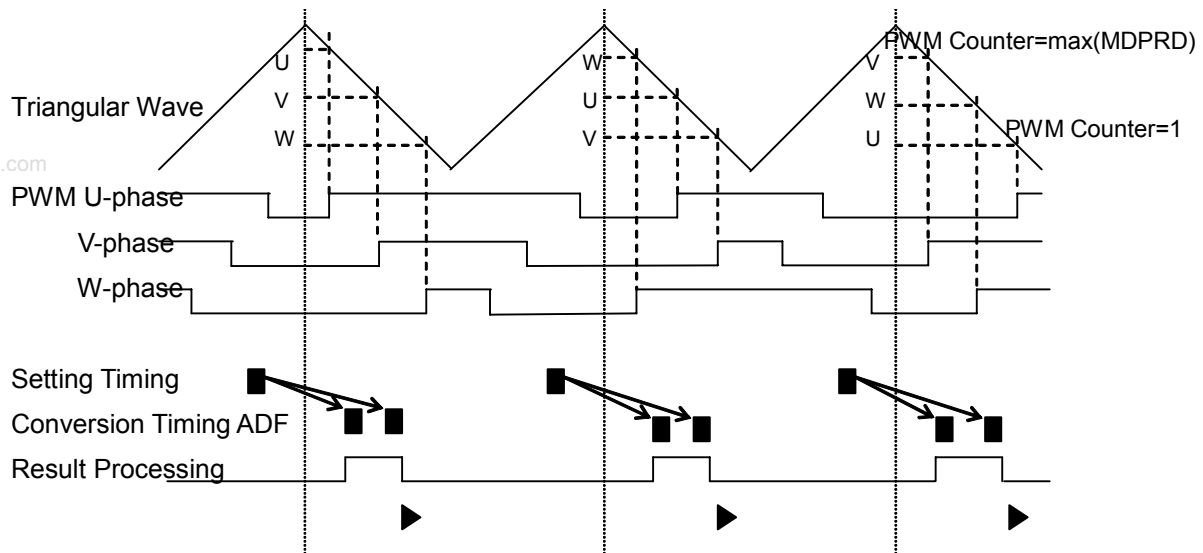 PWM Counter=max(MDPRD)
U
V
W
W
U
V
V
W
U
Triangular Wave
PWM Counter=1
.com
PWM U-phase
V-phase
W-phase
Setting Timing
Conversion Timing ADF
Result Processing